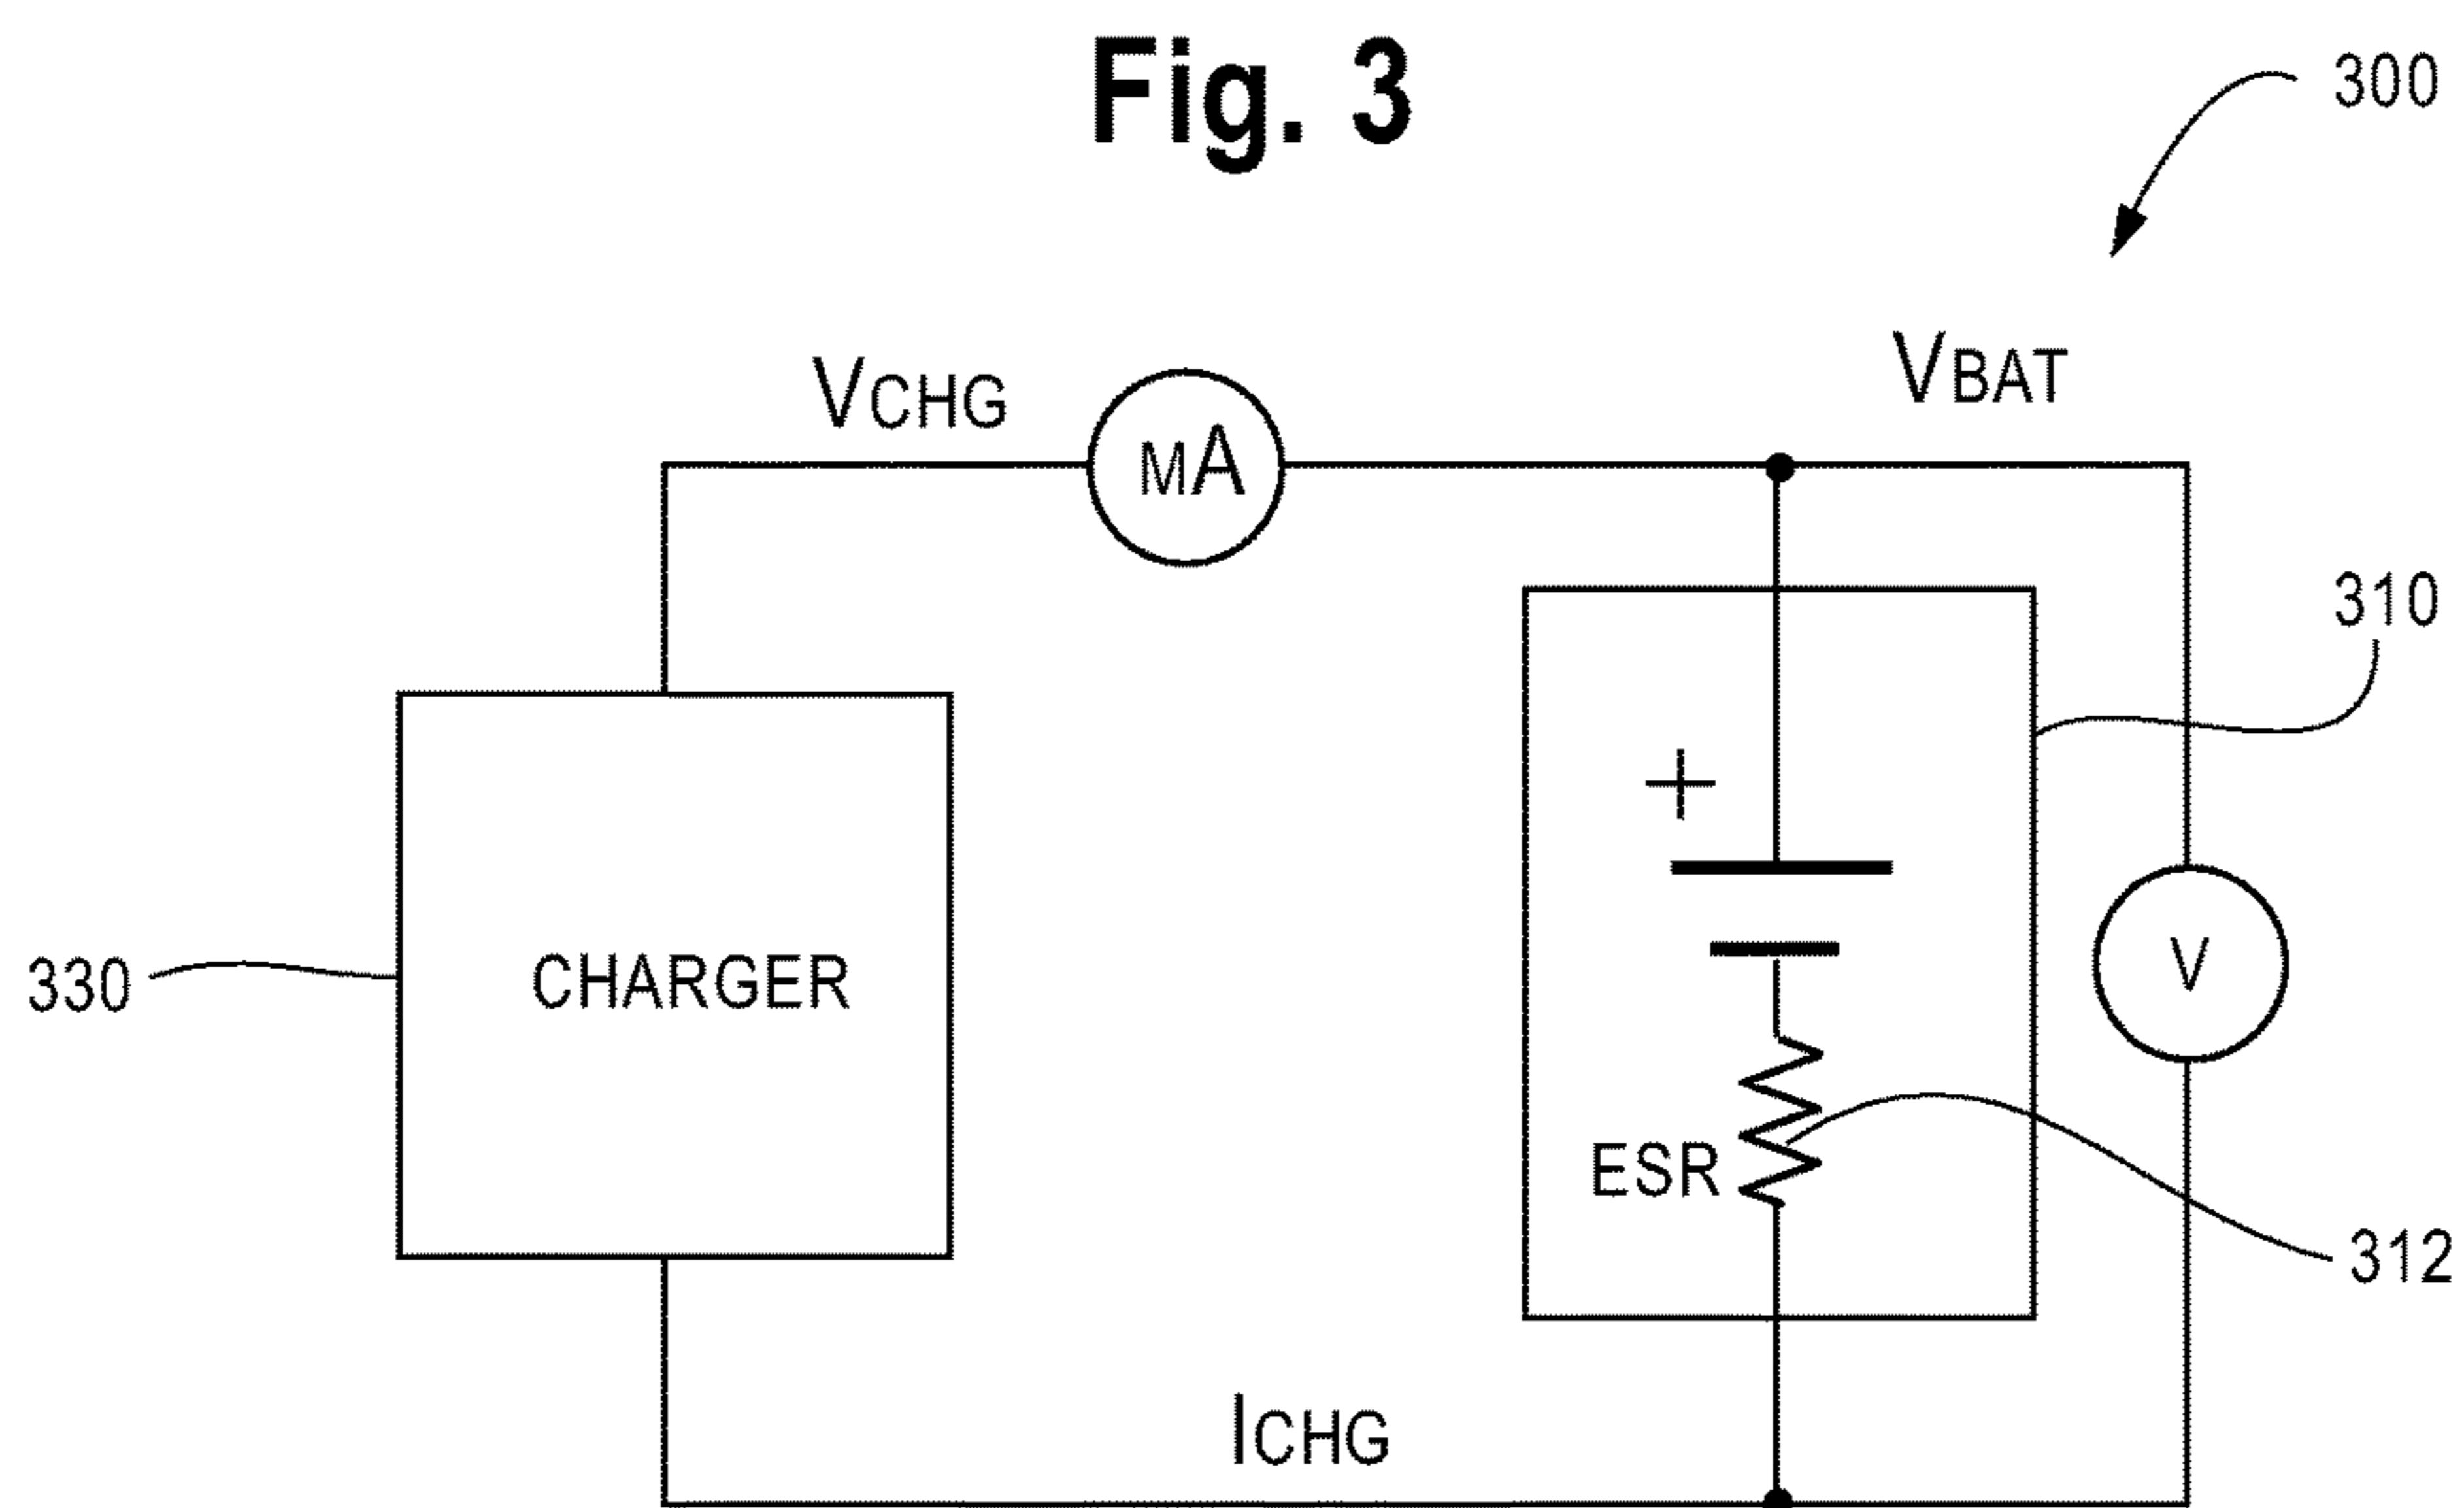 Fig. 3
300
VCHG
MA
VBAT
310
+
330
CHARGER
V
ESR
312
ICHG